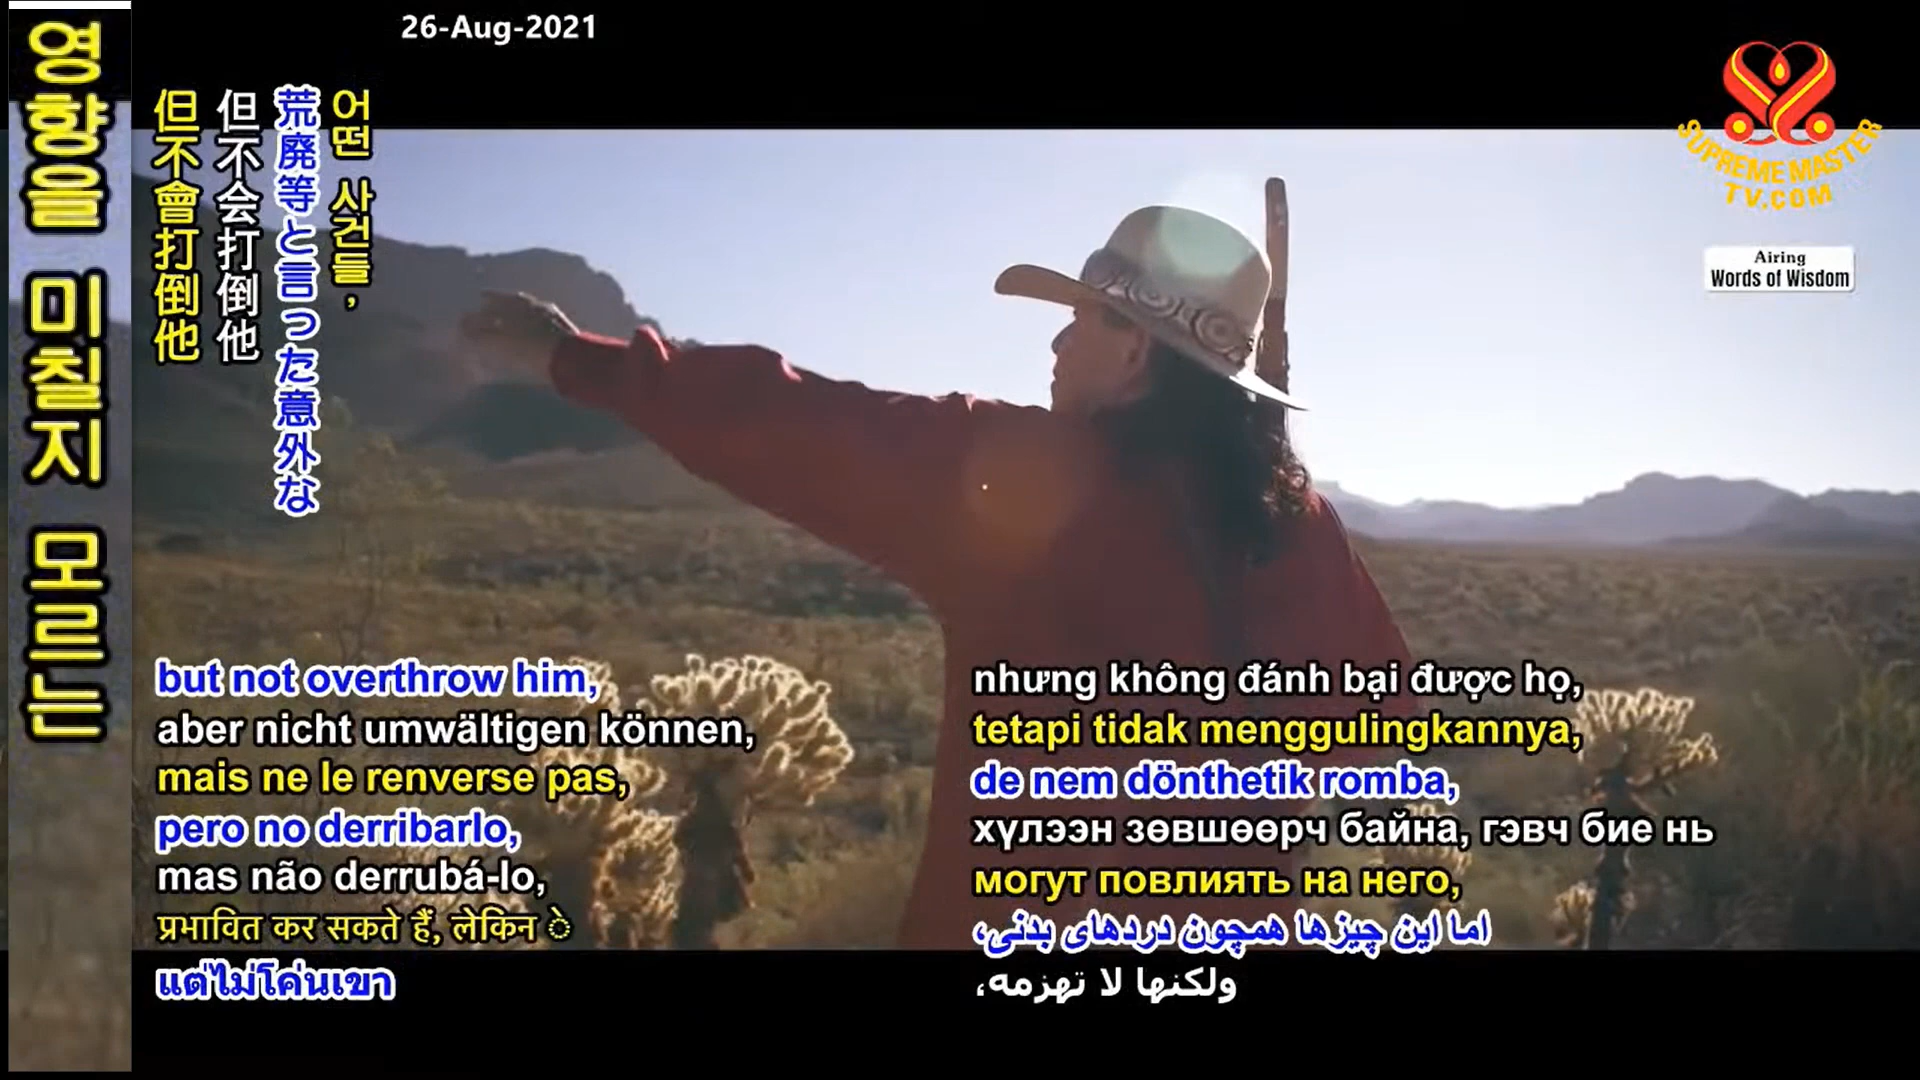 26-Aug-2021
영향을 미칠지 모르는
어떤 사건들,
荒廃等と言った意外な
但不会打倒他
但不會打倒他
SUPREME MASTER
TV.COM
Airing
Words of Wisdom
but not overthrow him,
aber nicht umwältigen können,
mais ne le renverse pas,
pero no derribarlo,
mas não derrubá-lo,
प्रभावित कर सकते हैं, लेकिन े
แต่ไม่โค่นเขา
nhưng không đánh bại được họ,
tetapi tidak menggulingkannya,
de nem dönthetik romba,
хүлээн зөвшөөрч байна, гэвч бие нь
могут повлиять на него,
اما این چیزها همچون دردهای بدنی،
ولكنها لا تهزمه،